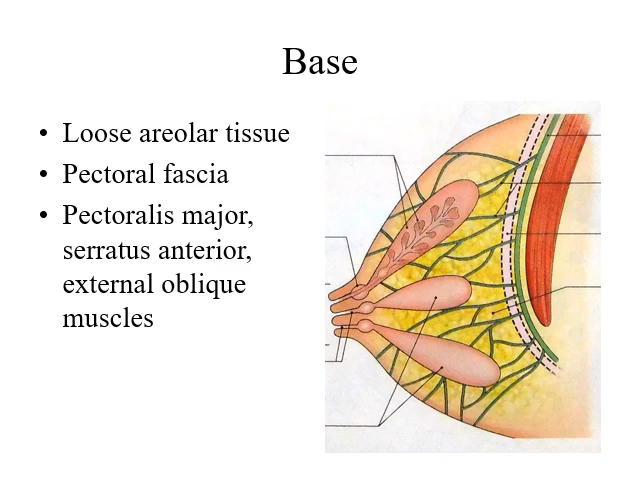 Base
• Loose areolar tissue
• Pectoral fascia
• Pectoralis major,
serratus anterior,
external oblique
muscles